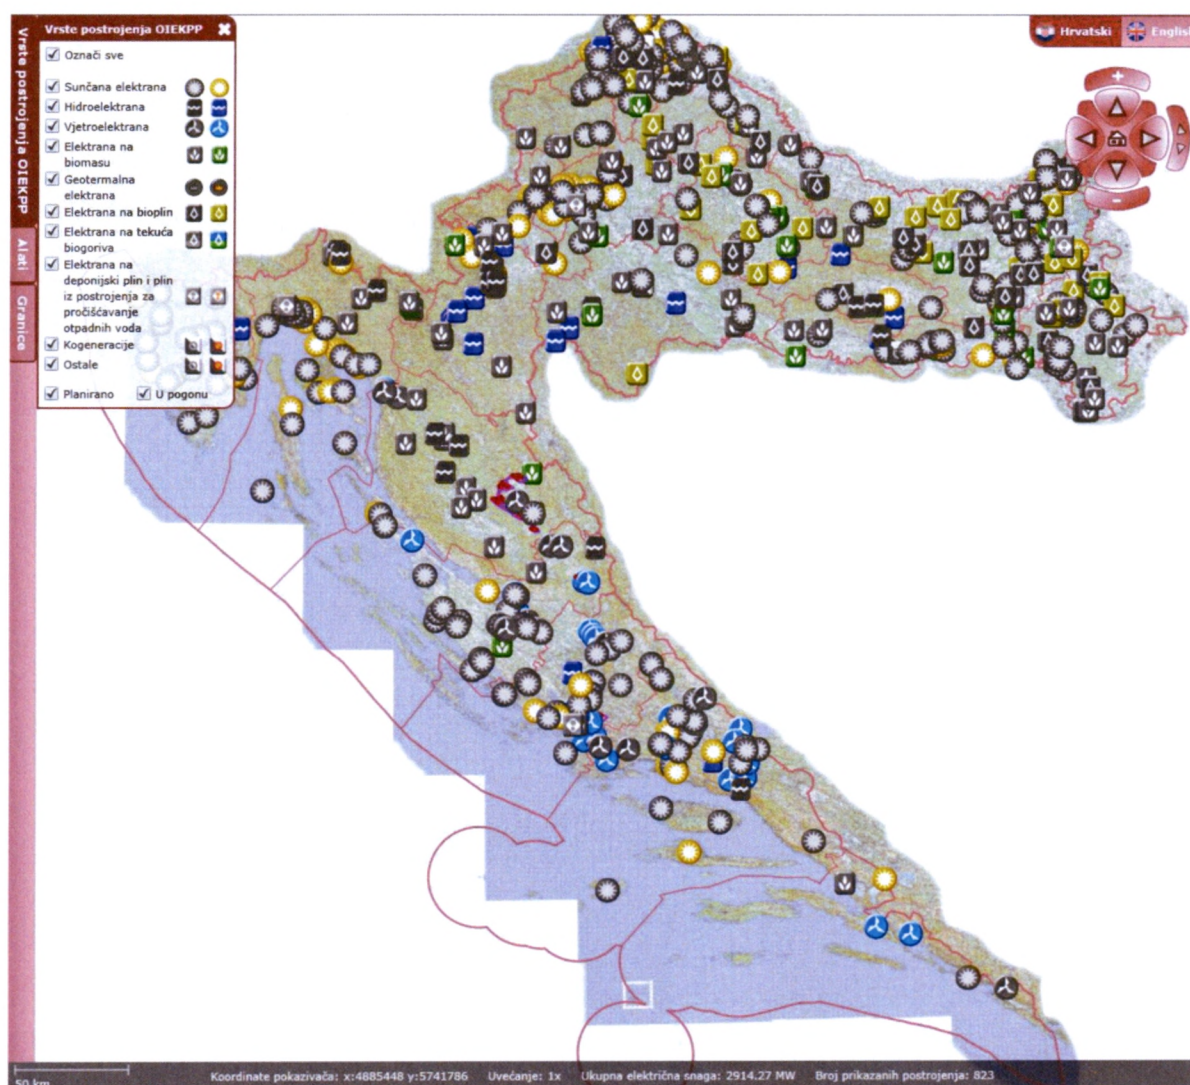 Vrste postrojenja OIEKPP
Alati
Granice
Vrste postrojenja OIEKPP
Označi sve
Sunčana elektrana
Hidroelektrana
Vjetroelektrana
Elektrana na
biomasu
Geotermalna
elektrana
Elektrana na bioplin
Elektrana na tekuća
biogoriva
Elektrana na
deponijski plin i plin
iz postrojenja za
pročišćavanje
otpadnih voda
Kogeneracije
Ostale
Planirano U pogonu
Hrvatski English
50 km
Koordinate pokazivača: x:4885448 y:5741786 Uvećanje: 1x Ukupna električna snaga: 2914.27 MW Broj prikazanih postrojenja: 823